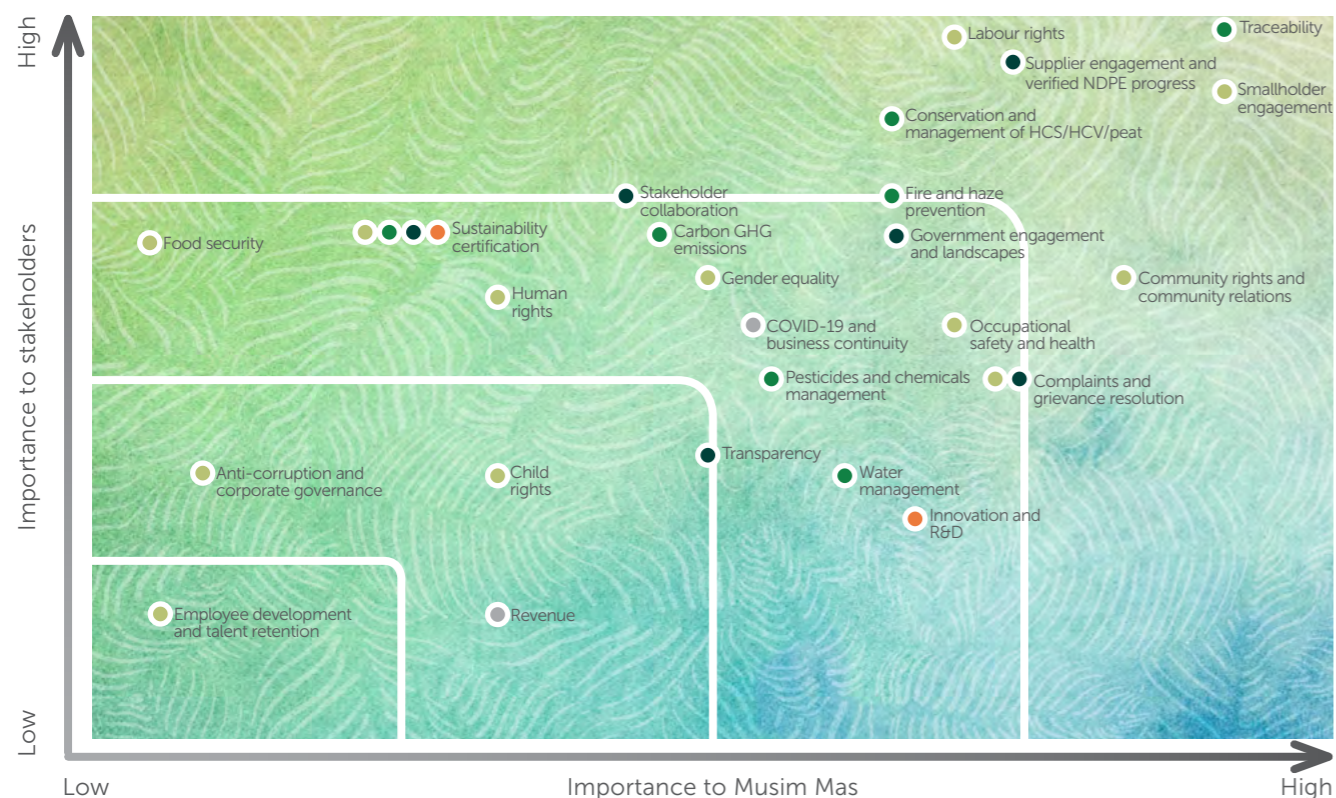 High
Importance to stakeholders
Low
Labour rights
Traceability
Supplier engagement and
verified NDPE progress
Smallholder
engagement
Conservation and
management of HCS/HCV/peat
Stakeholder
collaboration
Fire and haze
prevention
Food security
Sustainability
certification
Carbon GHG
emissions
Government engagement
and landscapes
Gender equality
Community rights and
community relations
Human
rights
COVID-19 and
business continuity
Occupational
safety and health
Pesticides and chemicals
management
Complaints and
grievance resolution
Transparency
Anti-corruption and
corporate governance
Child
rights
Water
management
Innovation and
R&D
Employee development
and talent retention
Revenue
Low
Importance to Musim Mas
High